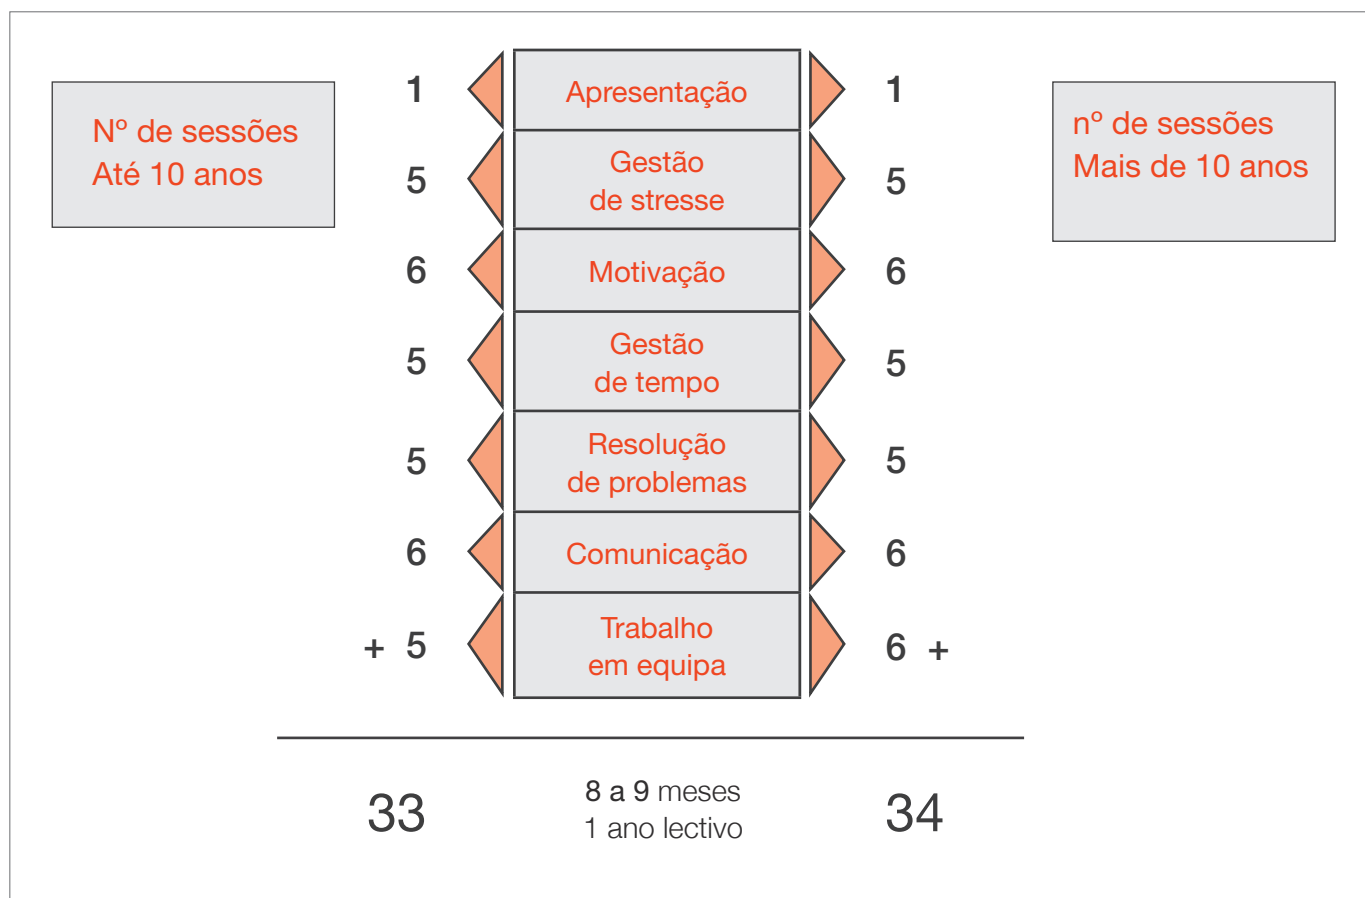 Nº de sessões
Até 10 anos
nº de sessões
Mais de 10 anos
1 Apresentação 1
5 Gestão
de stresse 5
6 Motivação 6
5 Gestão
de tempo 5
5 Resolução
de problemas 5
6 Comunicação 6
+ 5 Trabalho
em equipa 6 +
33 8 a 9 meses
1 ano lectivo 34